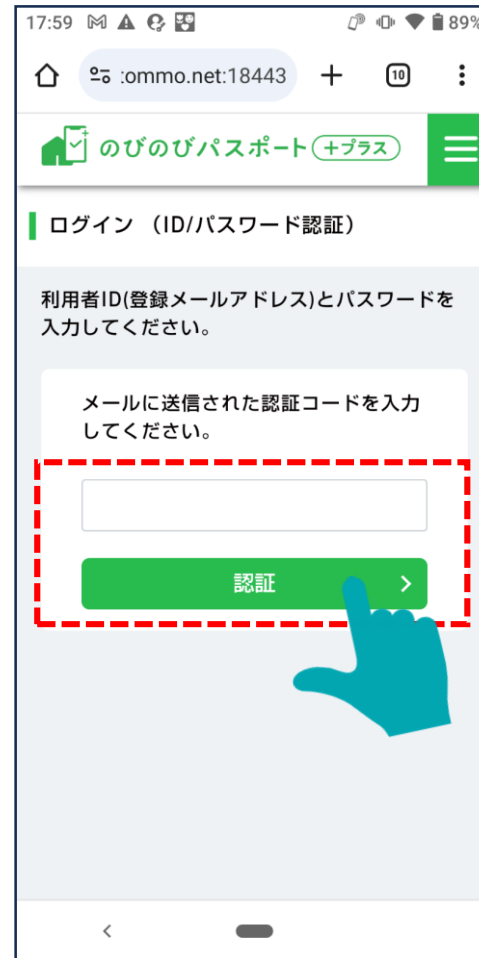 17:59 89%
:ommo.net:18443 10
のびのびパスポート +プラス
ログイン （ID/パスワード認証）
利用者ID(登録メールアドレス)とパスワードを
入力してください。
メールに送信された認証コードを入力
してください。
認証